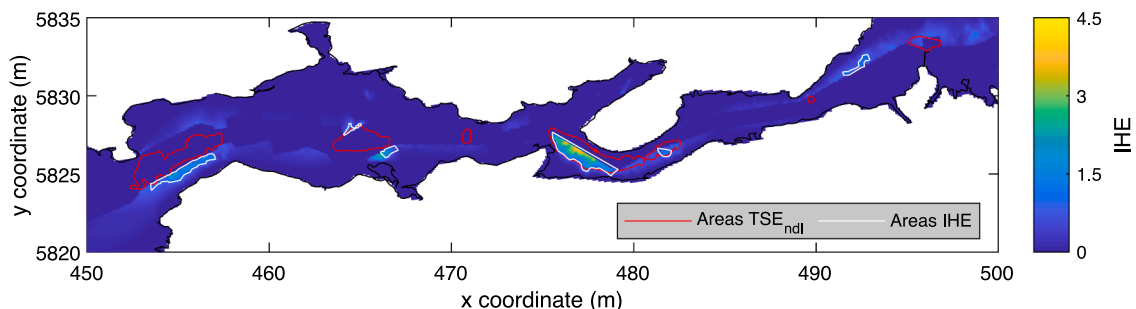 5835
5830
5825
5820
y coordinate (m)
450
460
470
480
490
500
x coordinate (m)
Areas TSE_ndl
Areas IHE
4.5
3
1.5
0
IHE